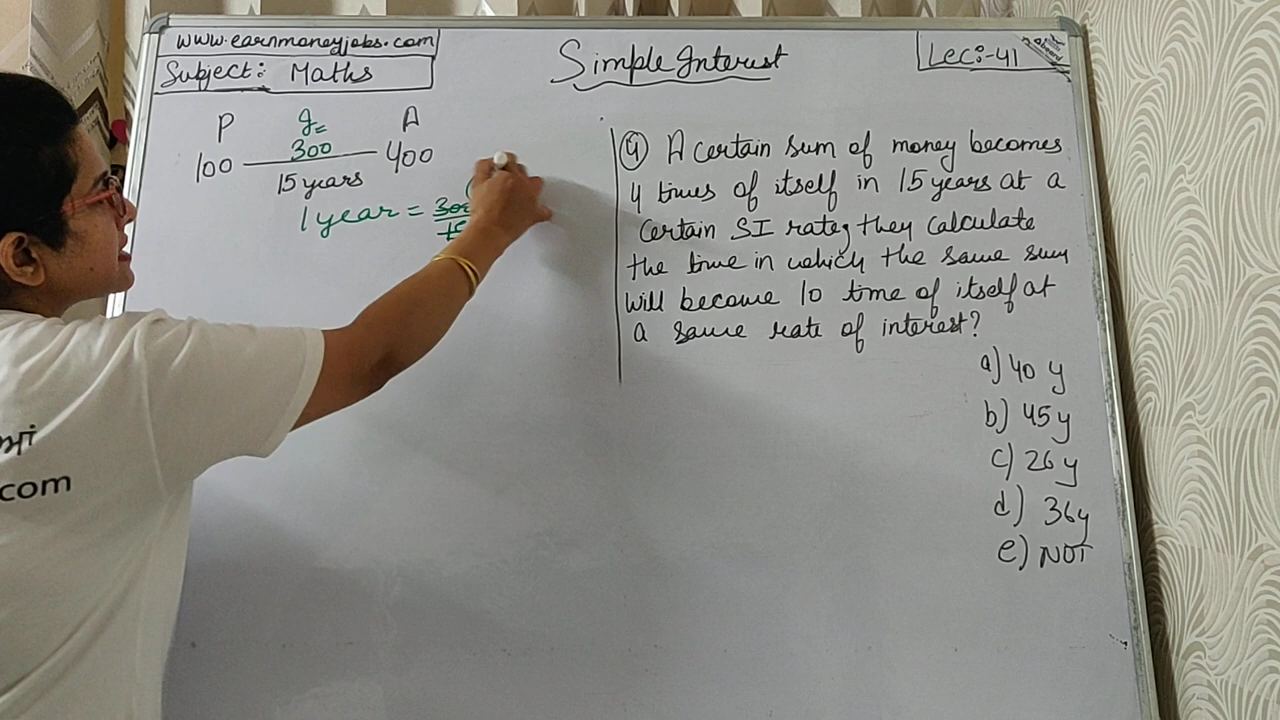 www.earnmoneyjobs.com
Subject: Maths
Simple Interest
Lec:-41
P I= A
100 300 400
15 years
1 year = 300
15
(4) A certain sum of money becomes
4 times of itself in 15 years at a
certain SI rate, they calculate
the time in which the same sum
will become 10 time of itself at
a same rate of interest?
a) 40 y
b) 45 y
c) 26 y
d) 36 y
e) NOT
com